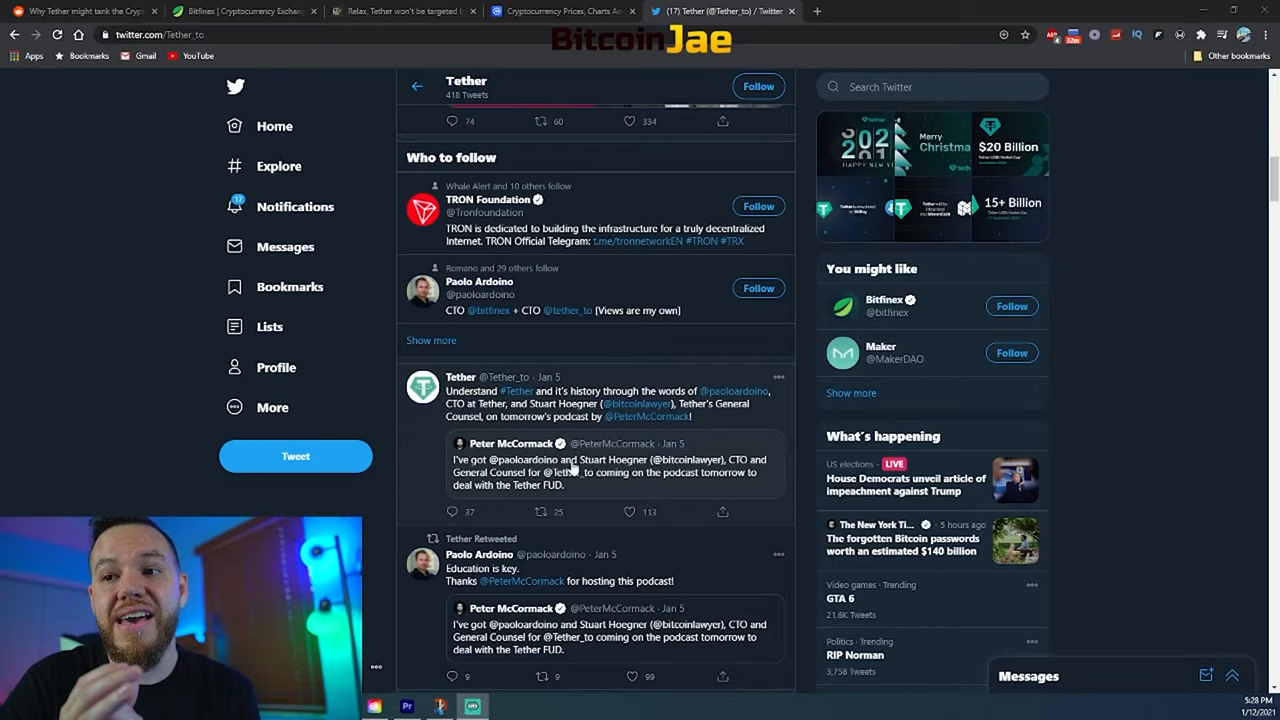 Why Tether might tank the Crypt
Bitfinex | Cryptocurrency Exchan
Relax, Tether won't be targeted b
Cryptocurrency Prices, Charts An
(17) Tether (@Tether_to) / Twitter
twitter.com/Tether_to
32m
Apps
Bookmarks
Gmail
YouTube
Other bookmarks
BitcoinJae
Home
Explore
17
Notifications
Messages
Bookmarks
Lists
Profile
More
Tweet
Tether
418 Tweets
Follow
74
60
334
Who to follow
Whale Alert and 10 others follow
TRON Foundation
@Tronfoundation
Follow
TRON is dedicated to building the infrastructure for a truly decentralized
Internet. TRON Official Telegram: t.me/tronnetworkEN #TRON #TRX
Romano and 29 others follow
Paolo Ardoino
@paoloardoino
Follow
CTO @bitfinex + CTO @tether_to [Views are my own]
Show more
Tether @Tether_to · Jan 5
Understand #Tether and it's history through the words of @paoloardoino,
CTO at Tether, and Stuart Hoegner (@bitcoinlawyer), Tether's General
Counsel, on tomorrow's podcast by @PeterMcCormack!
Peter McCormack @PeterMcCormack · Jan 5
I've got @paoloardoino and Stuart Hoegner (@bitcoinlawyer), CTO and
General Counsel for @Tether_to coming on the podcast tomorrow to
deal with the Tether FUD.
37
25
113
Tether Retweeted
Paolo Ardoino @paoloardoino · Jan 5
Education is key.
Thanks @PeterMcCormack for hosting this podcast!
Peter McCormack @PeterMcCormack · Jan 5
I've got @paoloardoino and Stuart Hoegner (@bitcoinlawyer), CTO and
General Counsel for @Tether_to coming on the podcast tomorrow to
deal with the Tether FUD.
9
9
99
Search Twitter
tether
2021
HAPPY NEW
Merry
Christma
$20 Billion
15+ Billion
You might like
Bitfinex
@bitfinex
Follow
Maker
@MakerDAO
Follow
Show more
What's happening
US elections · LIVE
House Democrats unveil article of
impeachment against Trump
The New York Ti... · 5 hours ago
The forgotten Bitcoin passwords
worth an estimated $140 billion
Video games · Trending
GTA 6
21.6K Tweets
Politics · Trending
RIP Norman
3,758 Tweets
Messages
Pr
5:28 PM
1/12/2021